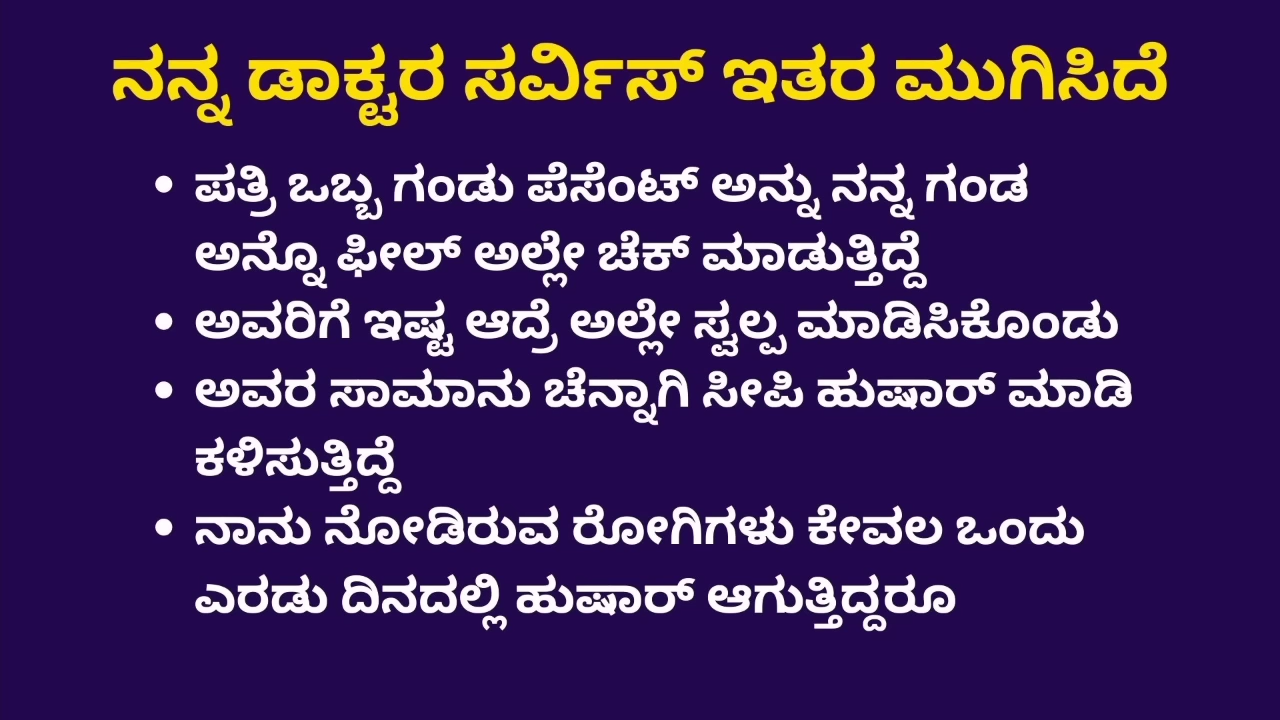 ನನ್ನ ಡಾಕ್ಟರ ಸರ್ವಿಸ್ ಇತರ ಮುಗಿಸಿದೆ
• ಪತ್ರಿ ಒಬ್ಬ ಗಂಡು ಪೆಸೆಂಟ್ ಅನ್ನು ನನ್ನ ಗಂಡ
ಅನ್ನೊ ಫೀಲ್ ಅಲ್ಲೇ ಚೆಕ್ ಮಾಡುತ್ತಿದ್ದೆ
• ಅವರಿಗೆ ಇಷ್ಟ ಆದ್ರೆ ಅಲ್ಲೇ ಸ್ವಲ್ಪ ಮಾಡಿಸಿಕೊಂಡು
• ಅವರ ಸಾಮಾನು ಚೆನ್ನಾಗಿ ಸೀಪಿ ಹುಷಾರ್ ಮಾಡಿ
ಕಳಿಸುತ್ತಿದ್ದೆ
• ನಾನು ನೋಡಿರುವ ರೋಗಿಗಳು ಕೇವಲ ಒಂದು
ಎರಡು ದಿನದಲ್ಲಿ ಹುಷಾರ್ ಆಗುತ್ತಿದ್ದರೂ